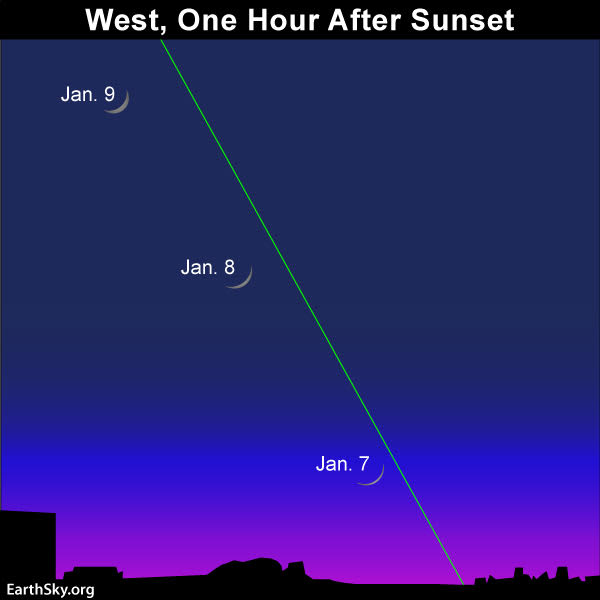 West, One Hour After Sunset
Jan. 9
Jan. 8
Jan. 7
EarthSky.org